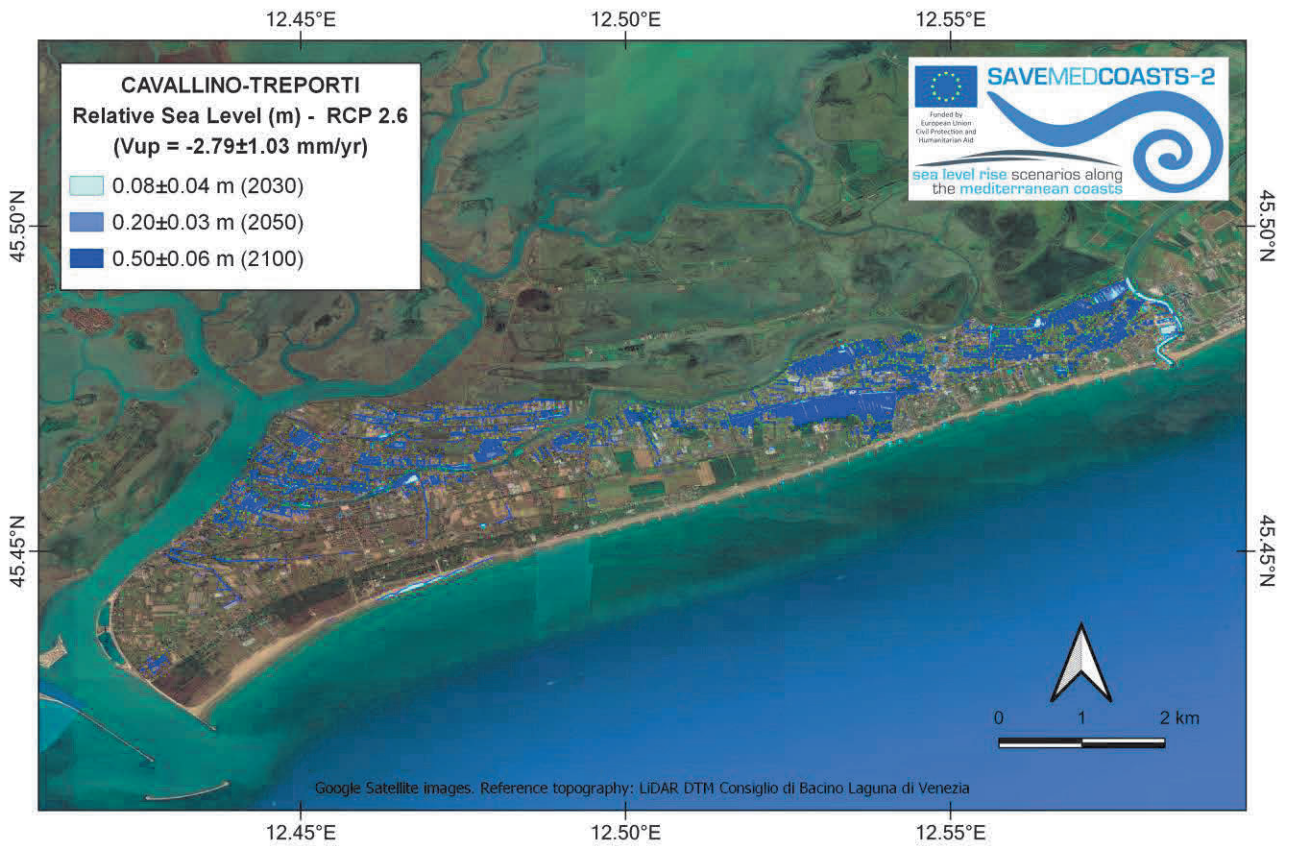 12.45°E 12.50°E 12.55°E
CAVALLINO-TREPORTI
Relative Sea Level (m) - RCP 2.6
(Vup = -2.79±1.03 mm/yr)
0.08±0.04 m (2030)
0.20±0.03 m (2050)
0.50±0.06 m (2100)
SAVEMEDCOASTS-2
Funded by
European Union
Civil Protection and
Humanitarian Aid
sea level rise scenarios along
the mediterranean coasts
45.50°N 45.50°N
45.45°N 45.45°N
0 1 2 km
Google Satellite images. Reference topography: LiDAR DTM Consiglio di Bacino Laguna di Venezia
12.45°E 12.50°E 12.55°E